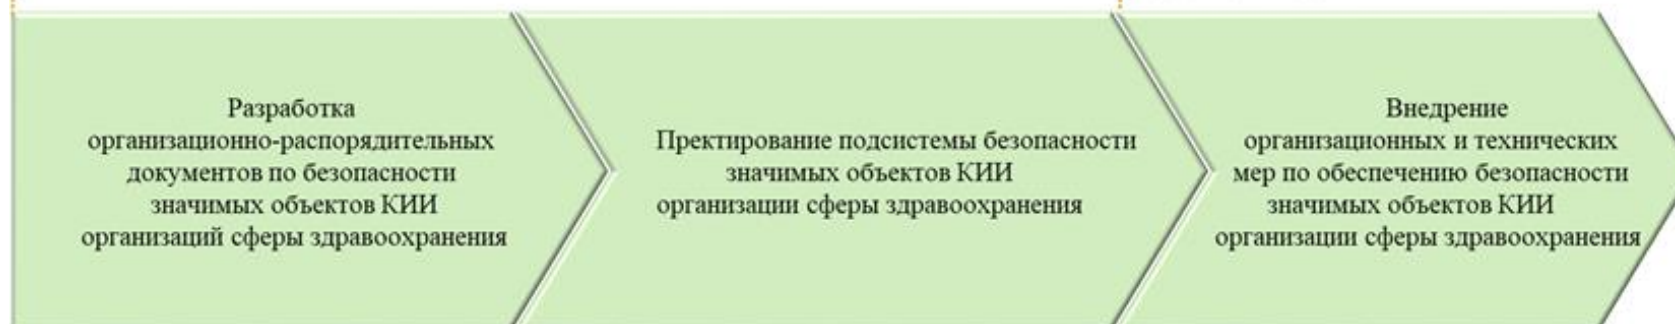 Разработка
организационно-распорядительных
документов по безопасности
значимых объектов КИИ
организаций сферы здравоохранения
Пректирование подсистемы безопасности
значимых объектов КИИ
организации сферы здравоохранения
Внедрение
организационных и технических
мер по обеспечению безопасности
значимых объектов КИИ
организации сферы здравоохранения